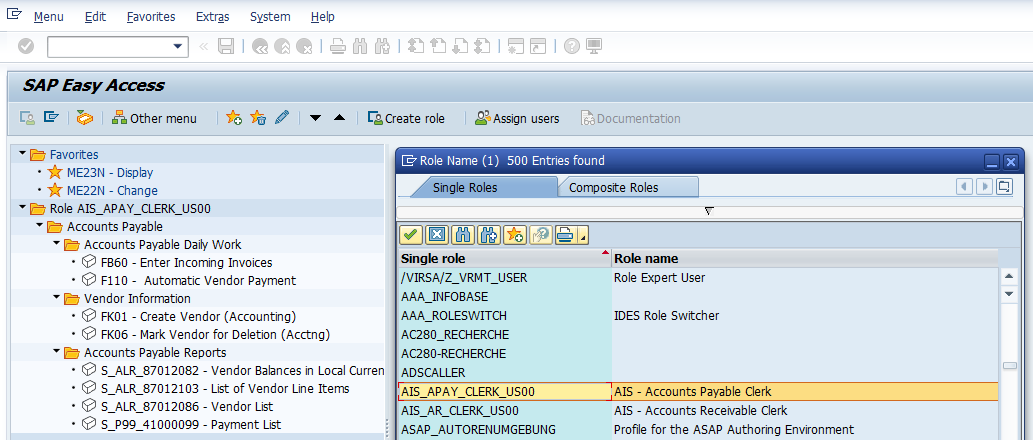 Menu Edit Favorites Extras System Help
SAP Easy Access
Other menu Create role Assign users Documentation
Favorites
ME23N - Display
ME22N - Change
Role AIS_APAY_CLERK_US00
Accounts Payable
Accounts Payable Daily Work
FB60 - Enter Incoming Invoices
F110 - Automatic Vendor Payment
Vendor Information
FK01 - Create Vendor (Accounting)
FK06 - Mark Vendor for Deletion (Acctng)
Accounts Payable Reports
S_ALR_87012082 - Vendor Balances in Local Curren
S_ALR_87012103 - List of Vendor Line Items
S_ALR_87012086 - Vendor List
S_P99_41000099 - Payment List
Role Name (1) 500 Entries found
Single Roles Composite Roles
Single role Role name
/VIRSA/Z_VRMT_USER Role Expert User
AAA_INFOBASE
AAA_ROLESWITCH IDES Role Switcher
AC280_RECHERCHE
AC280-RECHERCHE
ADSCALLER
AIS_APAY_CLERK_US00 AIS - Accounts Payable Clerk
AIS_AR_CLERK_US00 AIS - Accounts Receivable Clerk
ASAP_AUTORENUMGEBUNG Profile for the ASAP Authoring Environment